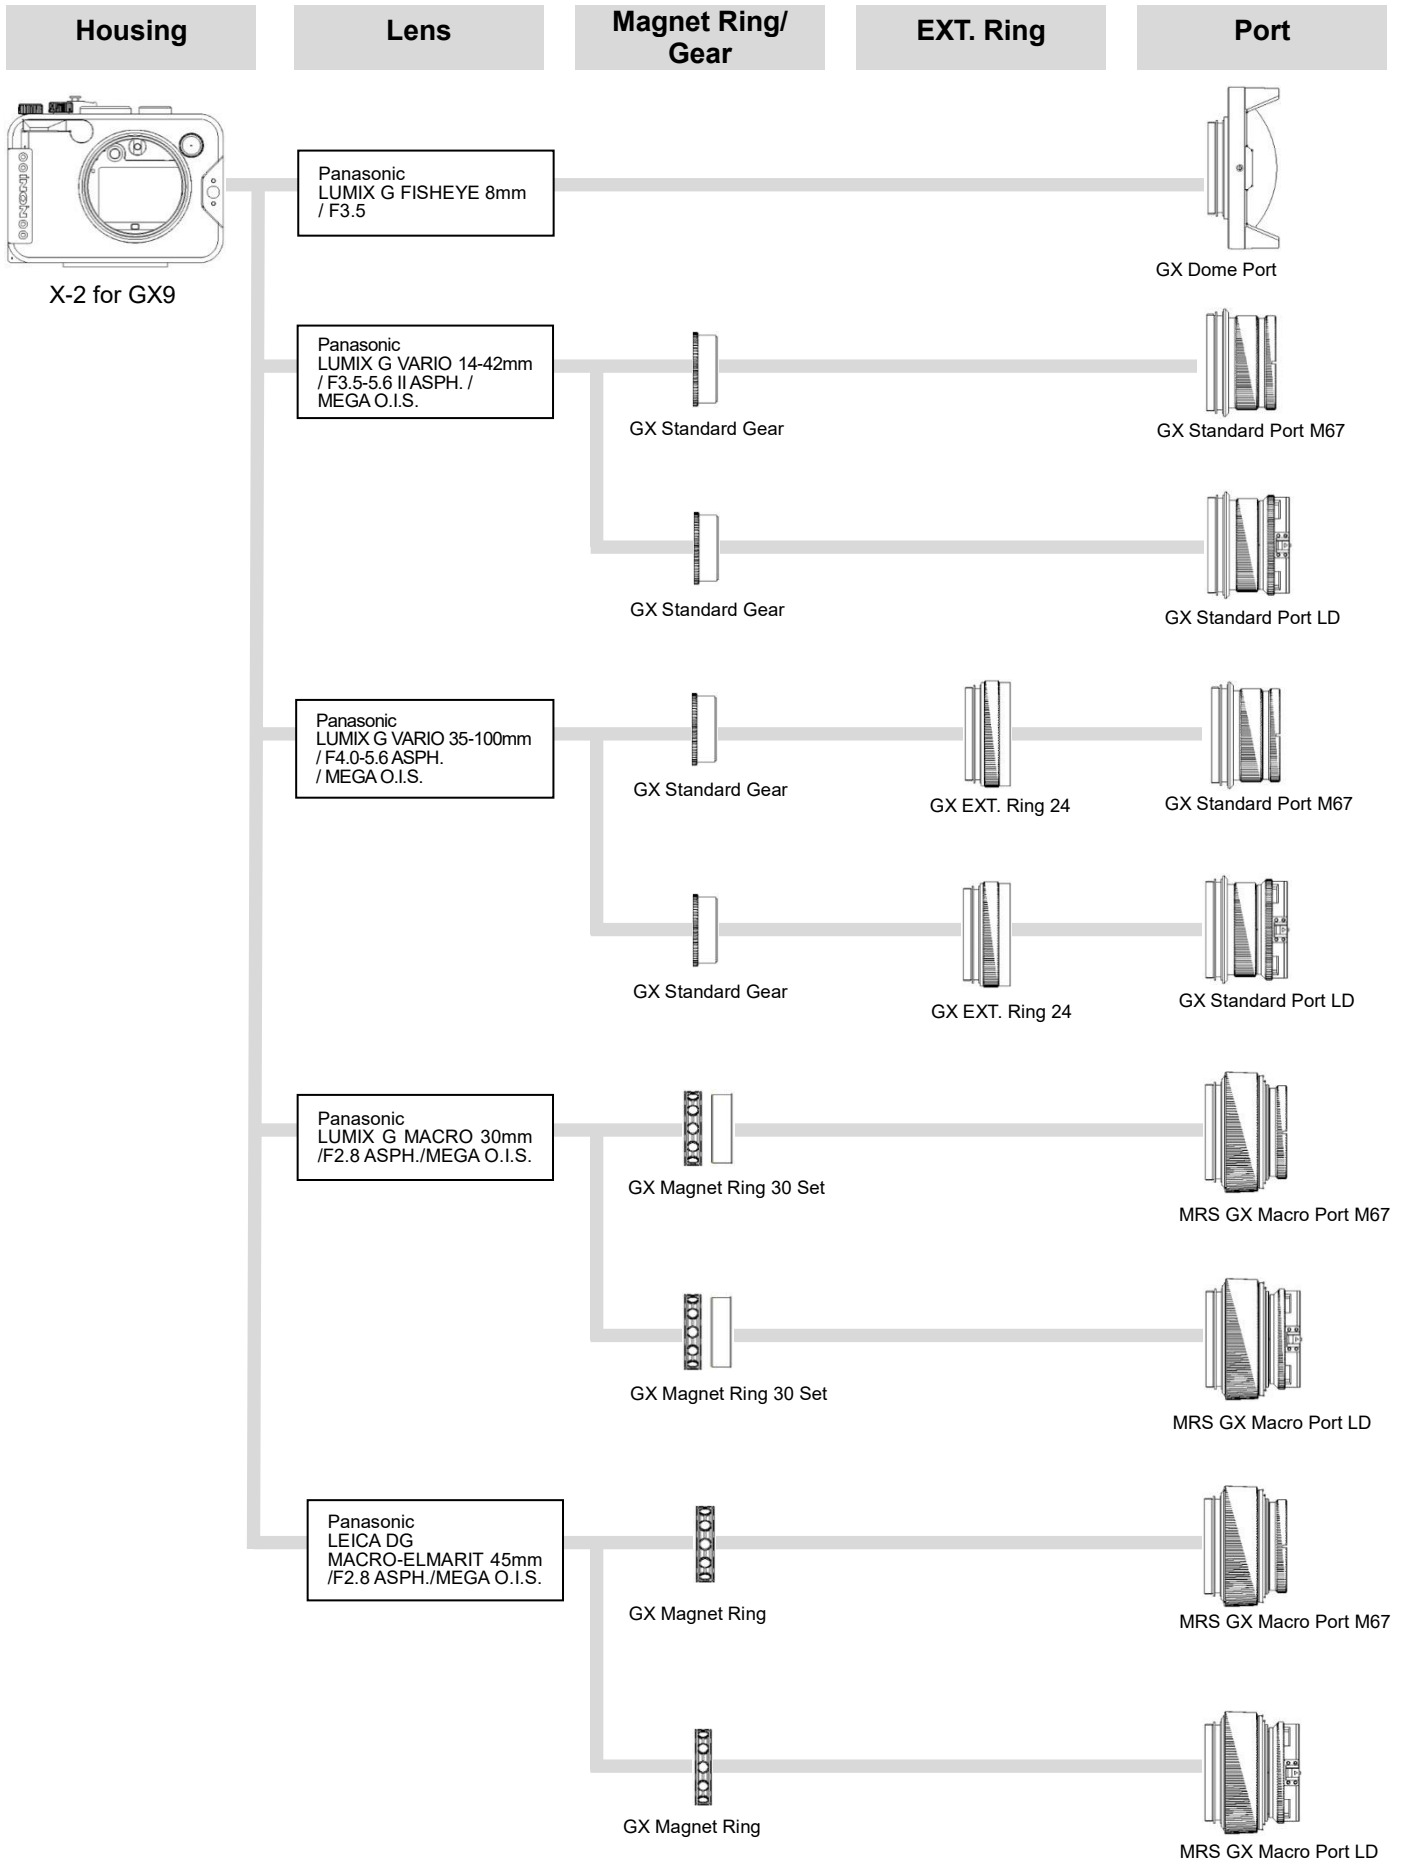 Housing
Lens
Magnet Ring/
Gear
EXT. Ring
Port
INON
X-2 for GX9
Panasonic
LUMIX G FISHEYE 8mm
/ F3.5
GX Dome Port
Panasonic
LUMIX G VARIO 14-42mm
/ F3.5-5.6 II ASPH. /
MEGA O.I.S.
GX Standard Gear
GX Standard Port M67
GX Standard Gear
GX Standard Port LD
Panasonic
LUMIX G VARIO 35-100mm
/ F4.0-5.6 ASPH.
/ MEGA O.I.S.
GX Standard Gear
GX EXT. Ring 24
GX Standard Port M67
GX Standard Gear
GX EXT. Ring 24
GX Standard Port LD
Panasonic
LUMIX G MACRO 30mm
/F2.8 ASPH./MEGA O.I.S.
GX Magnet Ring 30 Set
MRS GX Macro Port M67
GX Magnet Ring 30 Set
MRS GX Macro Port LD
Panasonic
LEICA DG
MACRO-ELMARIT 45mm
/F2.8 ASPH./MEGA O.I.S.
GX Magnet Ring
MRS GX Macro Port M67
GX Magnet Ring
MRS GX Macro Port LD